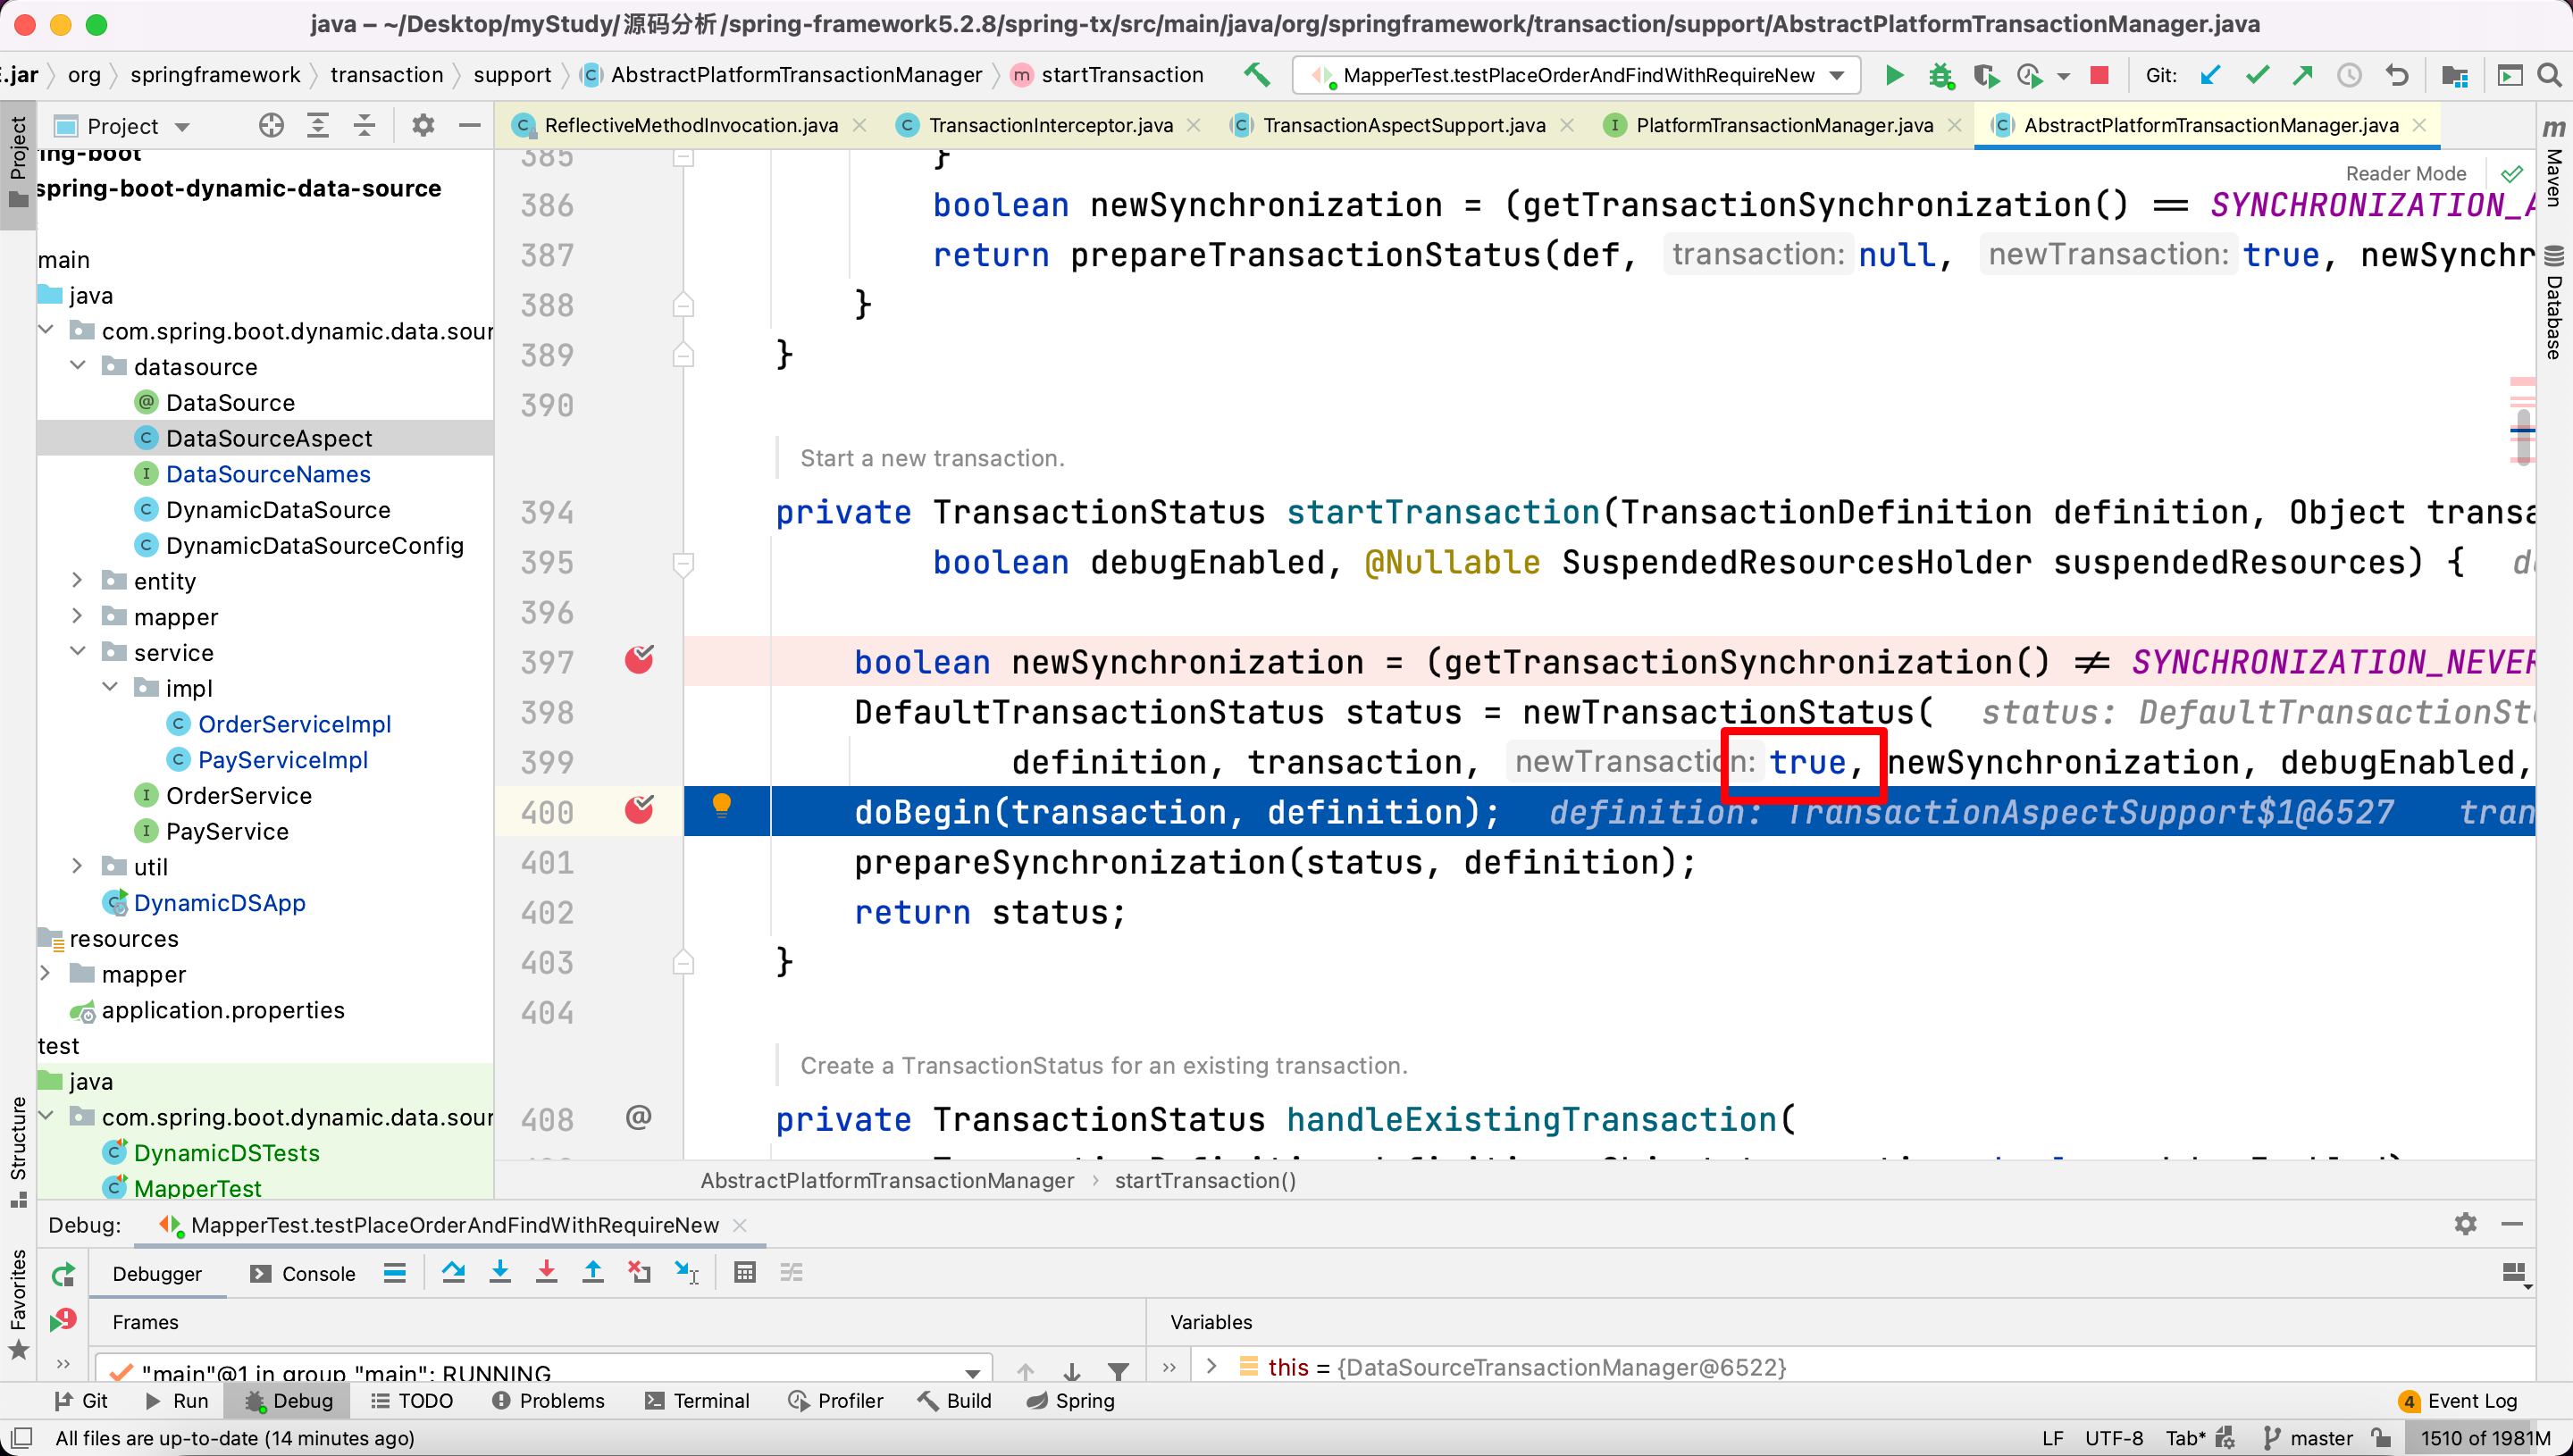 java – ~/Desktop/myStudy/源码分析/spring-framework5.2.8/spring-tx/src/main/java/org/springframework/transaction/support/AbstractPlatformTransactionManager.java
.jar org springframework transaction support AbstractPlatformTransactionManager startTransaction MapperTest.testPlaceOrderAndFindWithRequireNew Git:
Project
ReflectiveMethodInvocation.java TransactionInterceptor.java TransactionAspectSupport.java PlatformTransactionManager.java AbstractPlatformTransactionManager.java
Project
Structure
Favorites
ing-boot
spring-boot-dynamic-data-source
main
java
com.spring.boot.dynamic.data.sour
datasource
DataSource
DataSourceAspect
DataSourceNames
DynamicDataSource
DynamicDataSourceConfig
entity
mapper
service
impl
OrderServiceImpl
PayServiceImpl
OrderService
PayService
util
DynamicDSApp
resources
mapper
application.properties
test
java
com.spring.boot.dynamic.data.sour
DynamicDSTests
MapperTest
Reader Mode
385 }
386 boolean newSynchronization = (getTransactionSynchronization() == SYNCHRONIZATION_A
387 return prepareTransactionStatus(def, transaction: null, newTransaction: true, newSynchr
388 }
389 }
390
Start a new transaction.
394 private TransactionStatus startTransaction(TransactionDefinition definition, Object transa
395 boolean debugEnabled, @Nullable SuspendedResourcesHolder suspendedResources) { de
396
397 boolean newSynchronization = (getTransactionSynchronization() != SYNCHRONIZATION_NEVER
398 DefaultTransactionStatus status = newTransactionStatus( status: DefaultTransactionSt
399 definition, transaction, newTransaction: true, newSynchronization, debugEnabled,
400 doBegin(transaction, definition); definition: TransactionAspectSupport$1@6527 tran
401 prepareSynchronization(status, definition);
402 return status;
403 }
404
Create a TransactionStatus for an existing transaction.
408 @ private TransactionStatus handleExistingTransaction(
AbstractPlatformTransactionManager startTransaction()
m Maven
Database
Debug: MapperTest.testPlaceOrderAndFindWithRequireNew
Debugger Console
Frames Variables
"main"@1 in group "main": RUNNING
this = {DataSourceTransactionManager@6522}
Git Run Debug TODO Problems Terminal Profiler Build Spring 4 Event Log
All files are up-to-date (14 minutes ago) LF UTF-8 Tab* master 1510 of 1981M